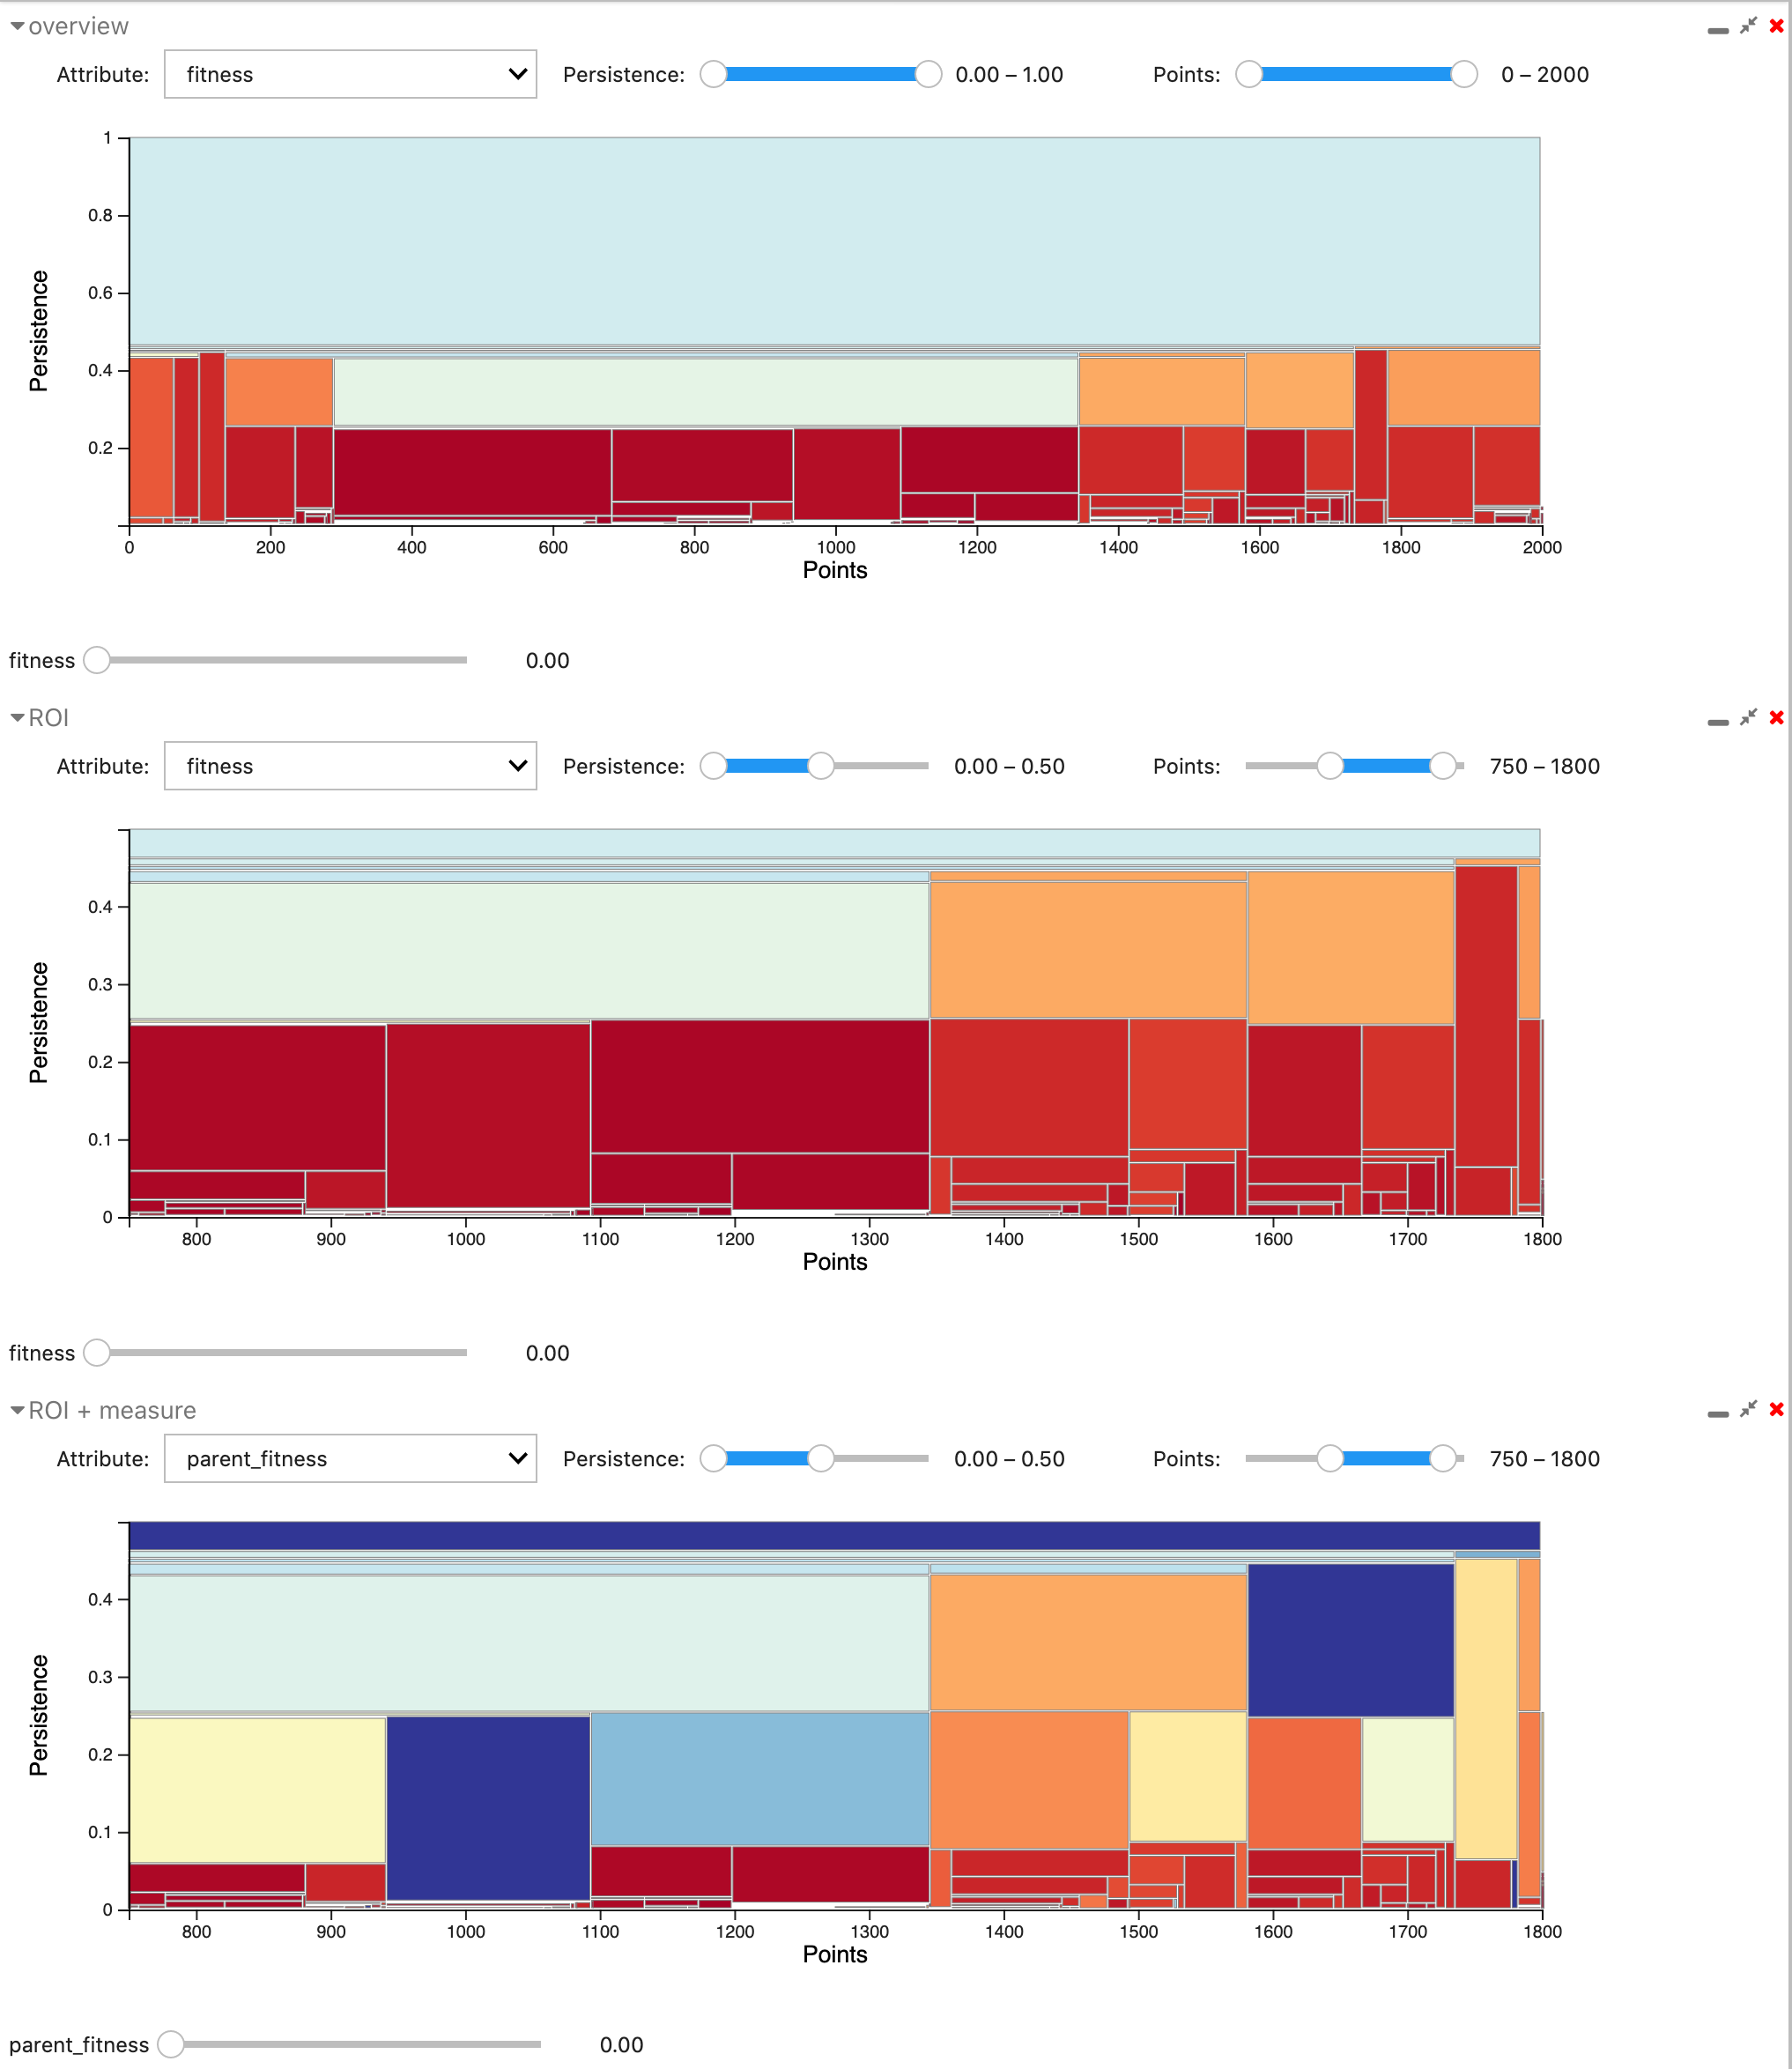 overview
Attribute: fitness Persistence: 0.00 – 1.00 Points: 0 – 2000
1
0.8
0.6
0.4
0.2
Persistence
0 200 400 600 800 1000 1200 1400 1600 1800 2000
Points
fitness 0.00
ROI
Attribute: fitness Persistence: 0.00 – 0.50 Points: 750 – 1800
0.4
0.3
0.2
0.1
0
Persistence
800 900 1000 1100 1200 1300 1400 1500 1600 1700 1800
Points
fitness 0.00
ROI + measure
Attribute: parent_fitness Persistence: 0.00 – 0.50 Points: 750 – 1800
0.4
0.3
0.2
0.1
0
Persistence
800 900 1000 1100 1200 1300 1400 1500 1600 1700 1800
Points
parent_fitness 0.00